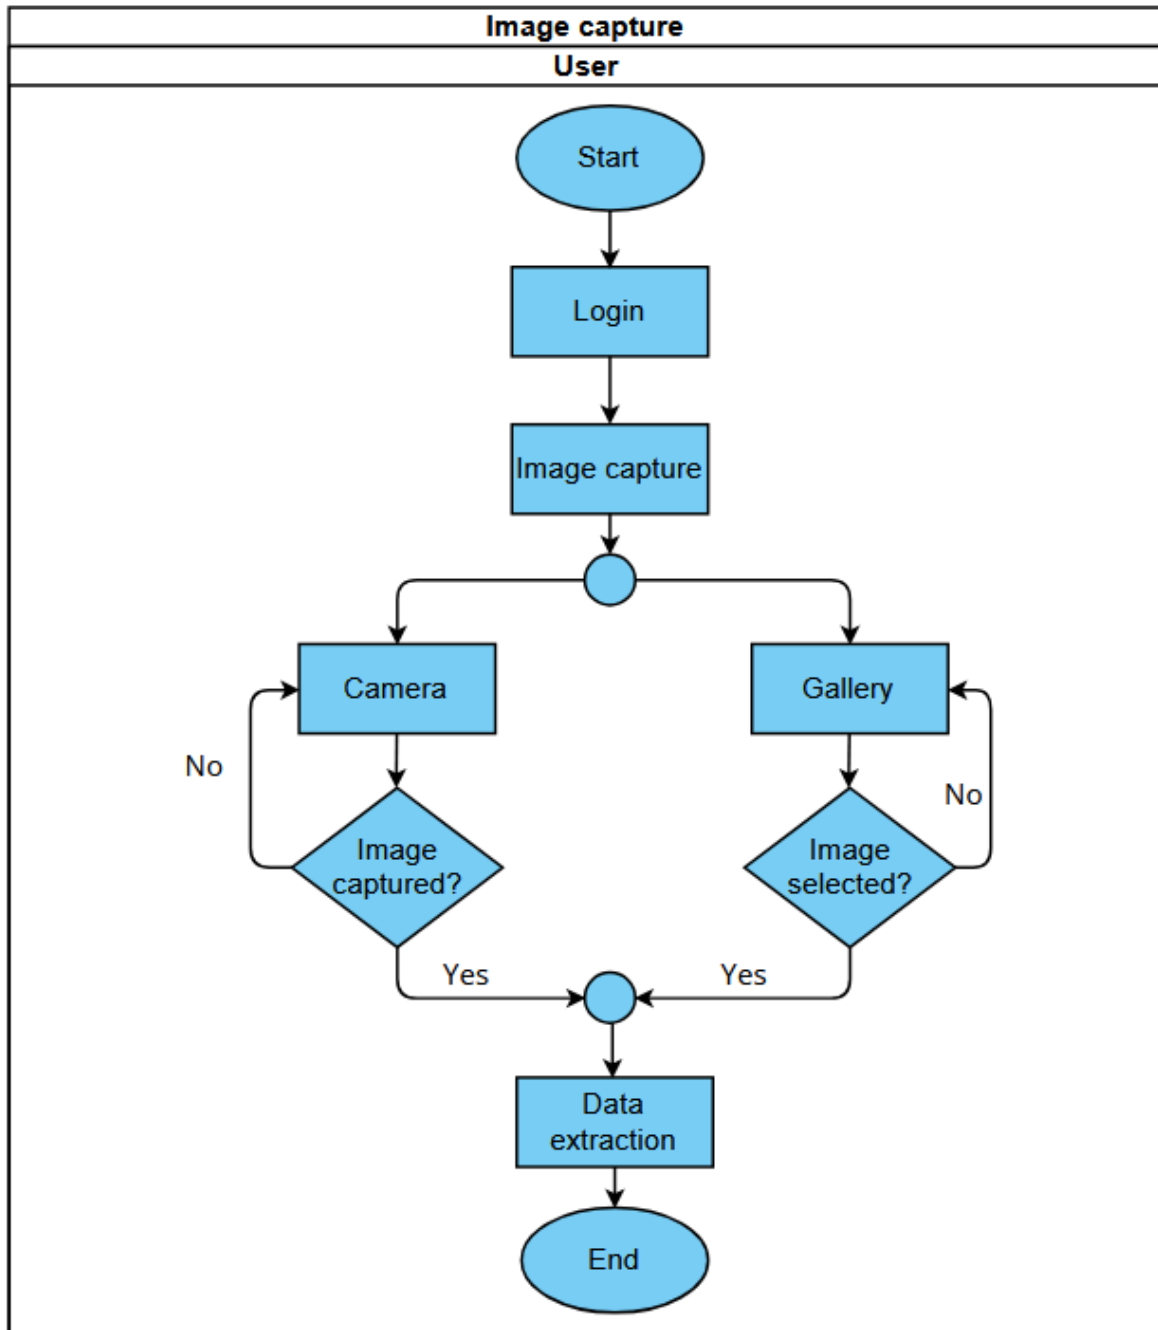 Image capture
User
Start
Login
Image capture
Camera
Gallery
No
No
Image
captured?
Image
selected?
Yes
Yes
Data
extraction
End